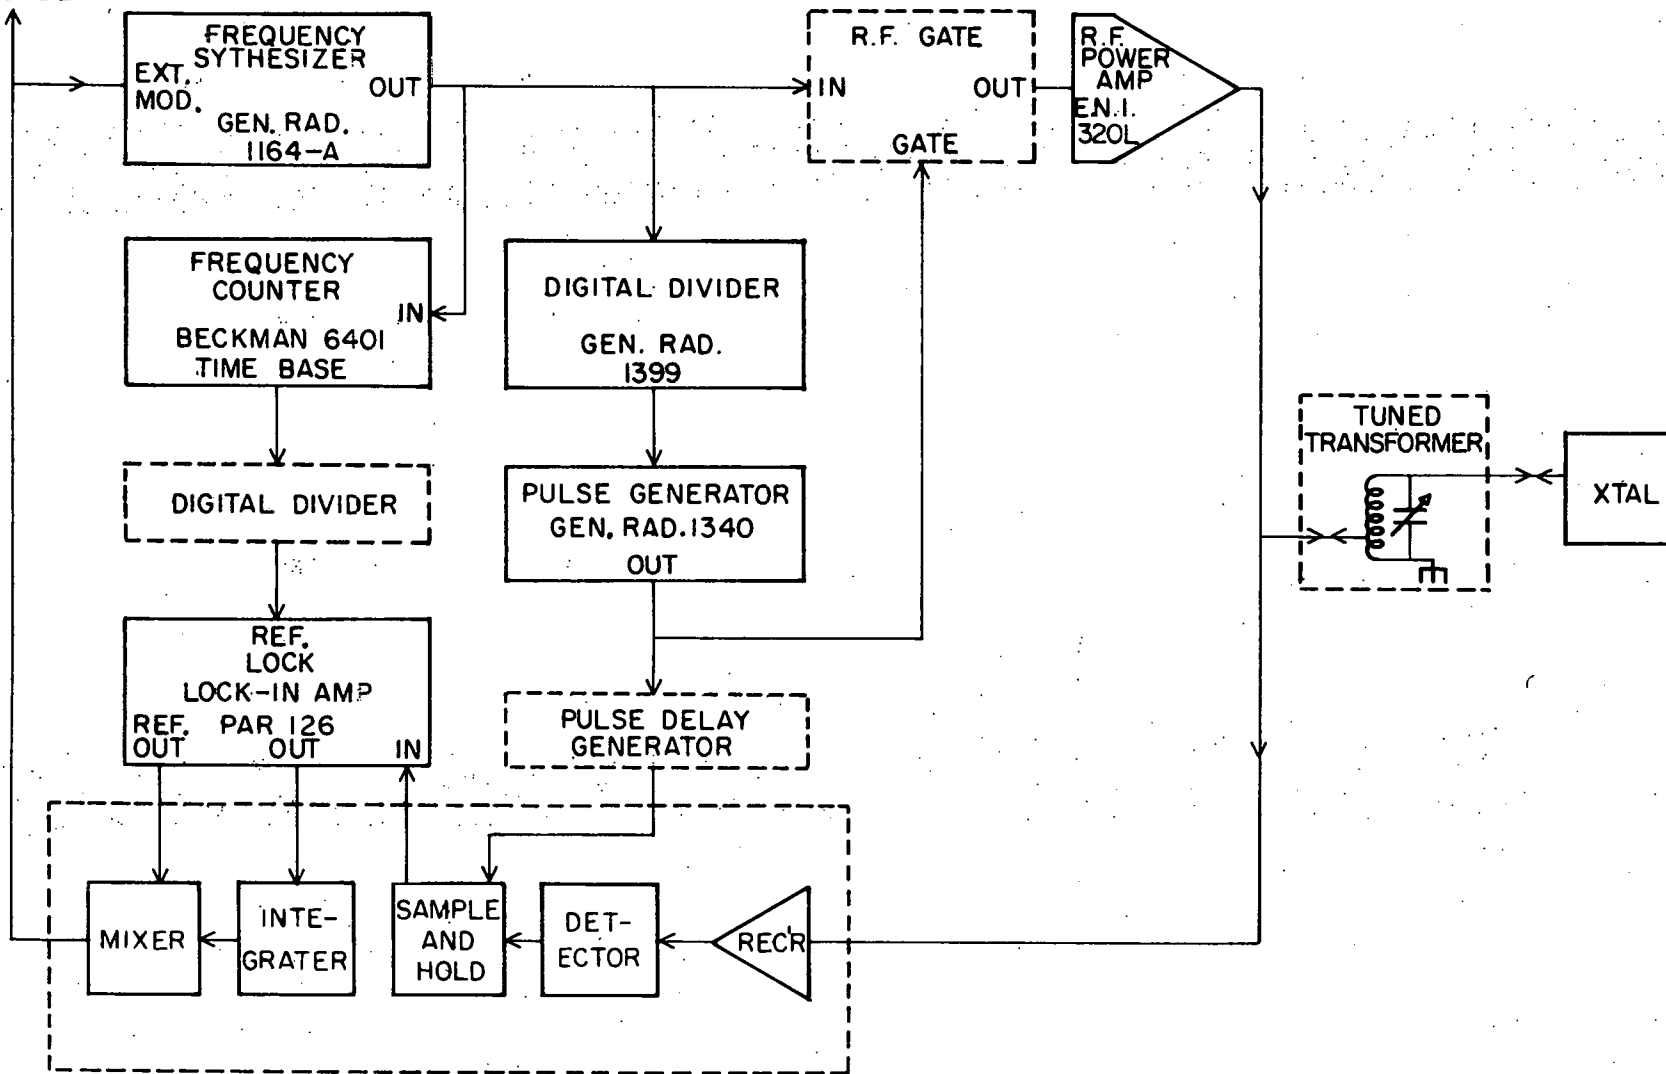 FREQUENCY
SYTHESIZER
EXT.
MOD.
OUT
GEN. RAD.
1164-A
R.F. GATE
IN
OUT
GATE
R.F.
POWER
AMP
E.N.I.
320L
FREQUENCY
COUNTER
IN
BECKMAN 6401
TIME BASE
DIGITAL DIVIDER
GEN. RAD.
1399
TUNED
TRANSFORMER
XTAL
DIGITAL DIVIDER
PULSE GENERATOR
GEN. RAD. 1340
OUT
REF.
LOCK
LOCK-IN AMP
REF. PAR 126
OUT OUT IN
PULSE DELAY
GENERATOR
MIXER
INTE-
GRATER
SAMPLE
AND
HOLD
DET-
ECTOR
REC'R